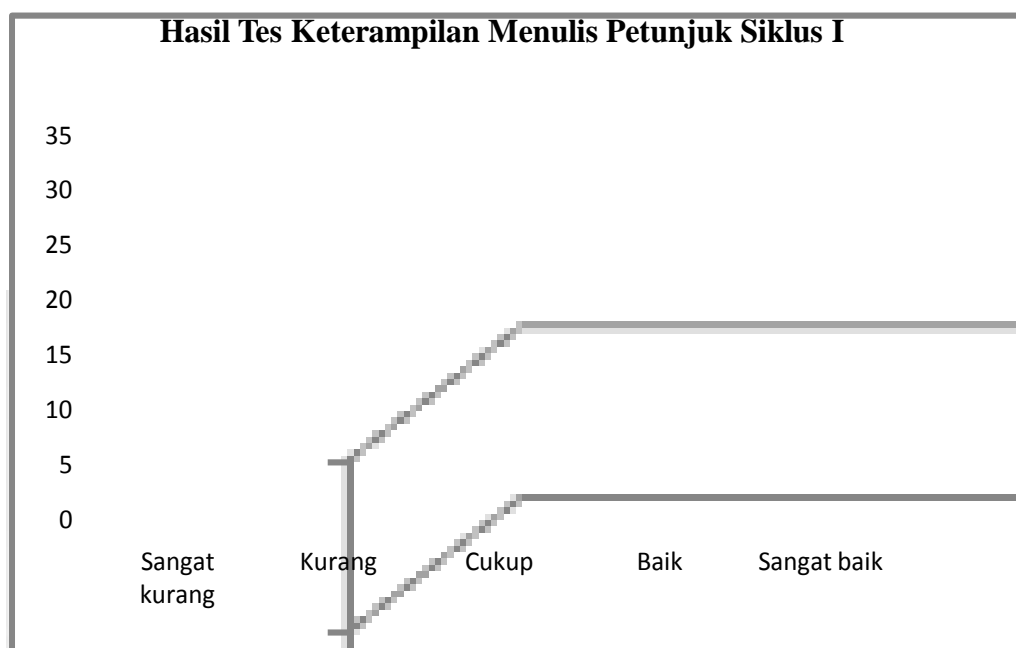 Hasil Tes Keterampilan Menulis Petunjuk Siklus I
35
30
25
20
15
10
5
0
Sangat kurang
Kurang
Cukup
Baik
Sangat baik